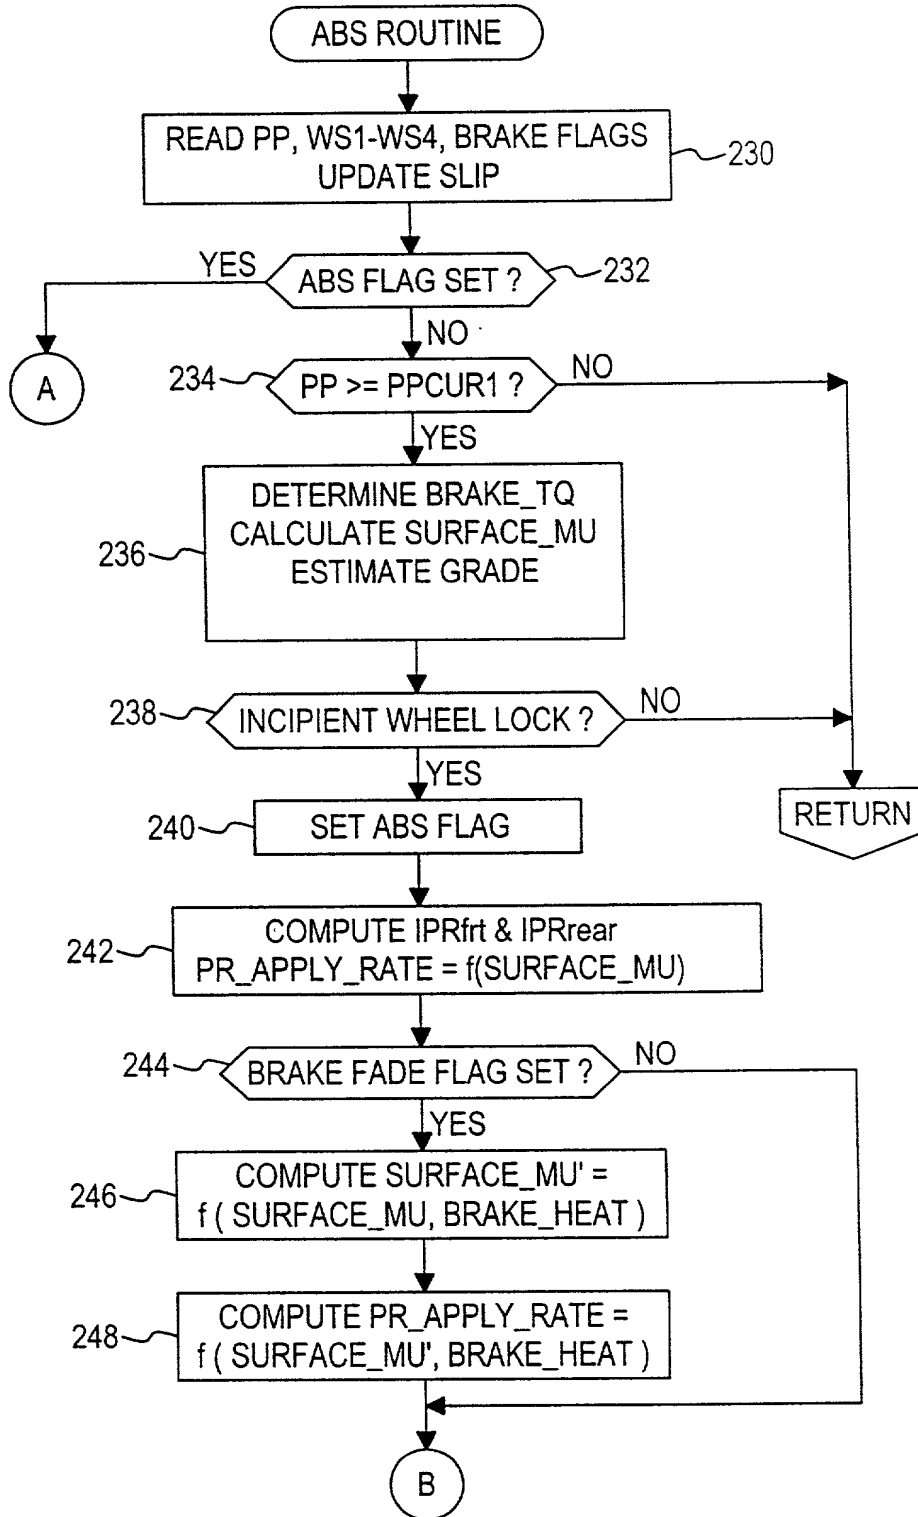 ABS ROUTINE
READ PP, WS1-WS4, BRAKE FLAGS
UPDATE SLIP
230
YES
ABS FLAG SET ?
232
NO
A
234
PP >= PPCUR1 ?
NO
YES
DETERMINE BRAKE_TQ
CALCULATE SURFACE_MU
ESTIMATE GRADE
236
238
INCIPIENT WHEEL LOCK ?
NO
YES
240
SET ABS FLAG
RETURN
242
COMPUTE IPRfrt & IPRrear
PR_APPLY_RATE = f(SURFACE_MU)
244
BRAKE FADE FLAG SET ?
NO
YES
246
COMPUTE SURFACE_MU' =
f ( SURFACE_MU, BRAKE_HEAT )
248
COMPUTE PR_APPLY_RATE =
f ( SURFACE_MU', BRAKE_HEAT )
B